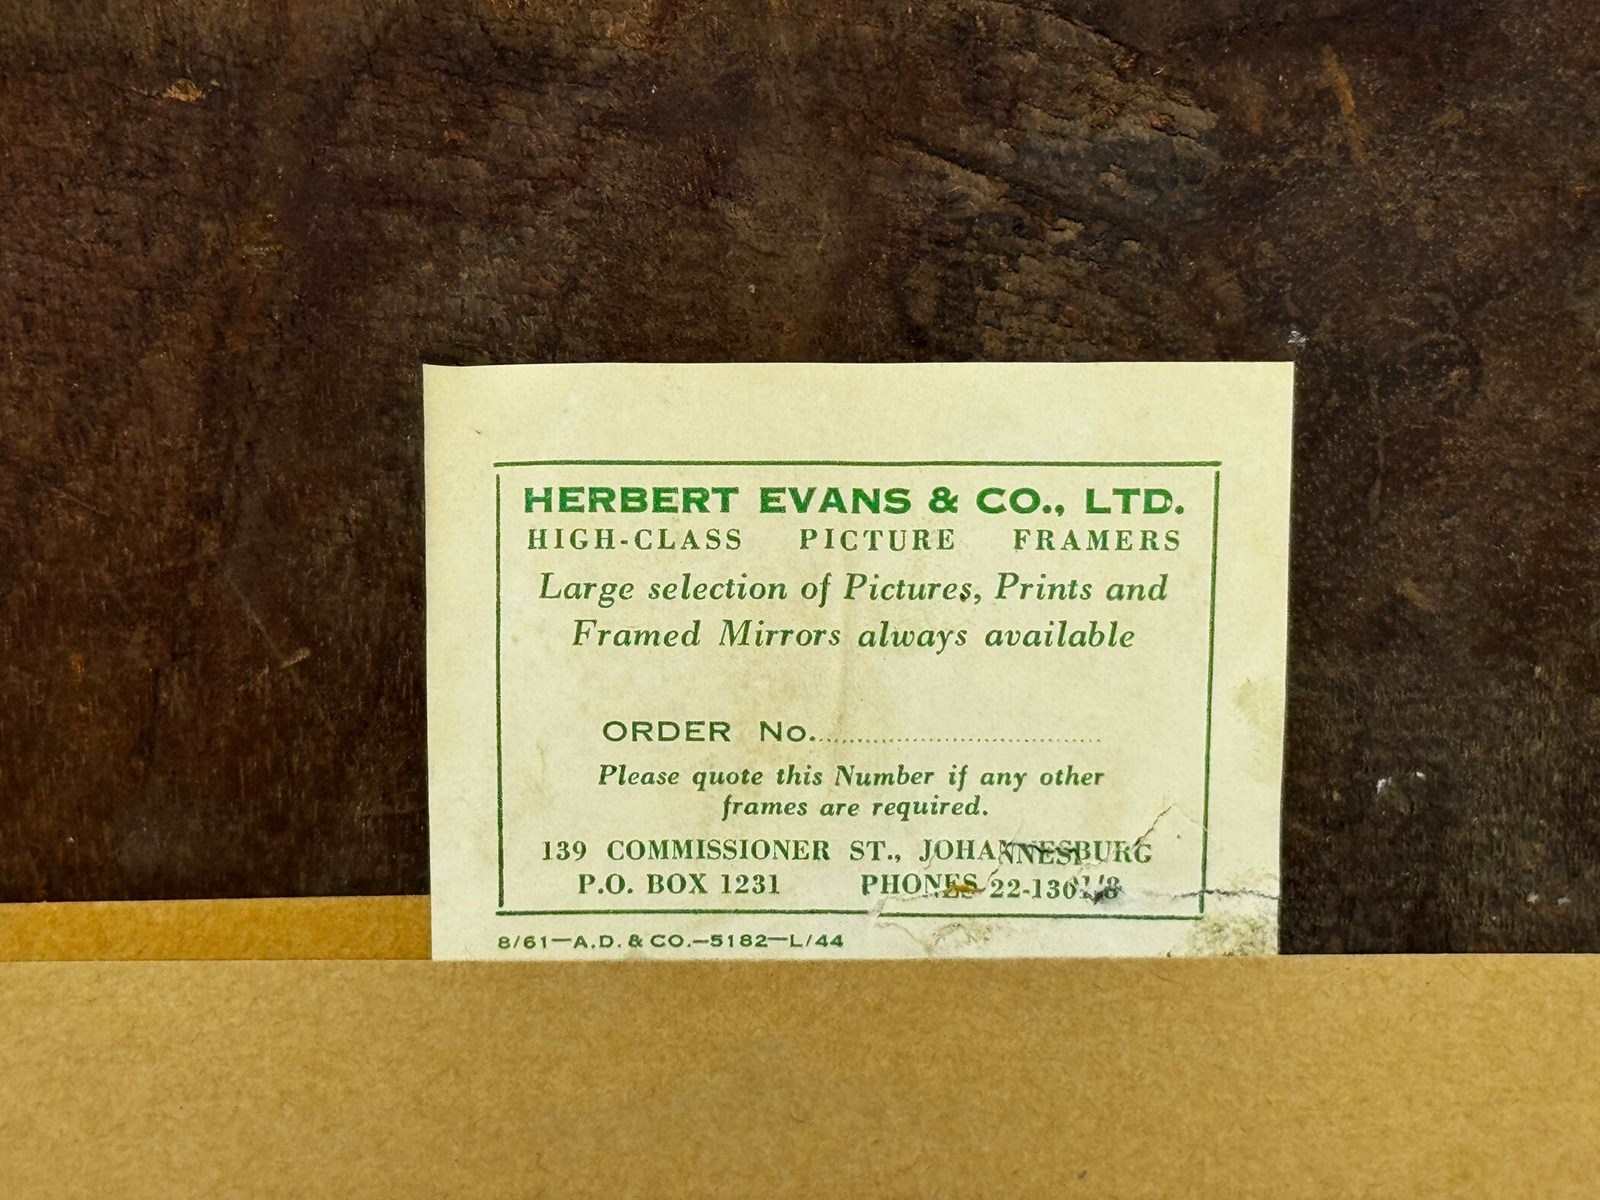 HERBERT EVANS & CO., LTD.
HIGH-CLASS PICTURE FRAMERS
Large selection of Pictures, Prints and
Framed Mirrors always available
ORDER No.
Please quote this Number if any other
frames are required.
139 COMMISSIONER ST., JOHANNESBURG
P.O. BOX 1231 PHONES
8/61—A.D. & CO.—5182—L/44